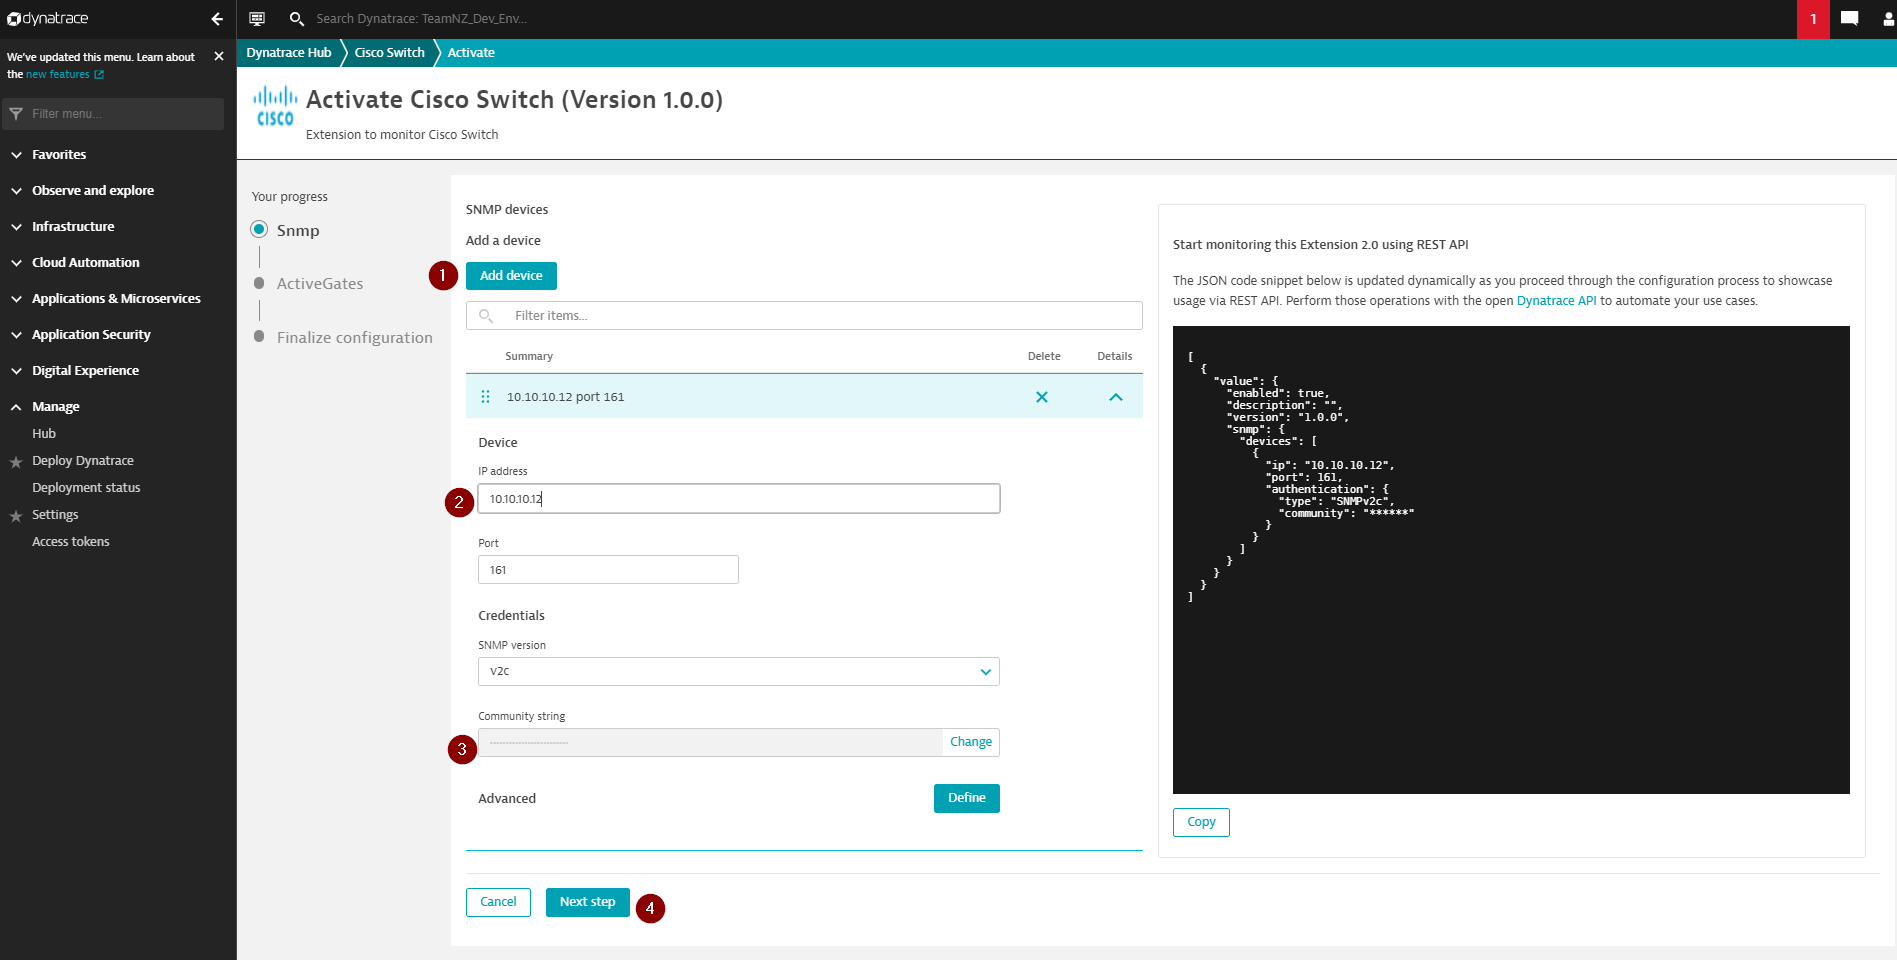 dynatrace
Search Dynatrace: TeamNZ_Dev_Env...
1
We've updated this menu. Learn about
the new features
Filter menu...
Favorites
Observe and explore
Infrastructure
Cloud Automation
Applications & Microservices
Application Security
Digital Experience
Manage
Hub
Deploy Dynatrace
Deployment status
Settings
Access tokens
Dynatrace Hub
Cisco Switch
Activate
CISCO
Activate Cisco Switch (Version 1.0.0)
Extension to monitor Cisco Switch
Your progress
Snmp
ActiveGates
Finalize configuration
SNMP devices
Add a device
1
Add device
Filter items...
Summary
Delete
Details
10.10.10.12 port 161
Device
IP address
2
10.10.10.12
Port
161
Credentials
SNMP version
v2c
Community string
3
-------------------------
Change
Advanced
Define
Cancel
Next step
4
Start monitoring this Extension 2.0 using REST API
The JSON code snippet below is updated dynamically as you proceed through the configuration process to showcase
usage via REST API. Perform those operations with the open Dynatrace API to automate your use cases.
[
  {
    "value": {
      "enabled": true,
      "description": "",
      "version": "1.0.0",
      "snmp": {
        "devices": [
          {
            "ip": "10.10.10.12",
            "port": 161,
            "authentication": {
              "type": "SNMPv2c",
              "community": "******"
            }
          }
        ]
      }
    }
  }
]
Copy